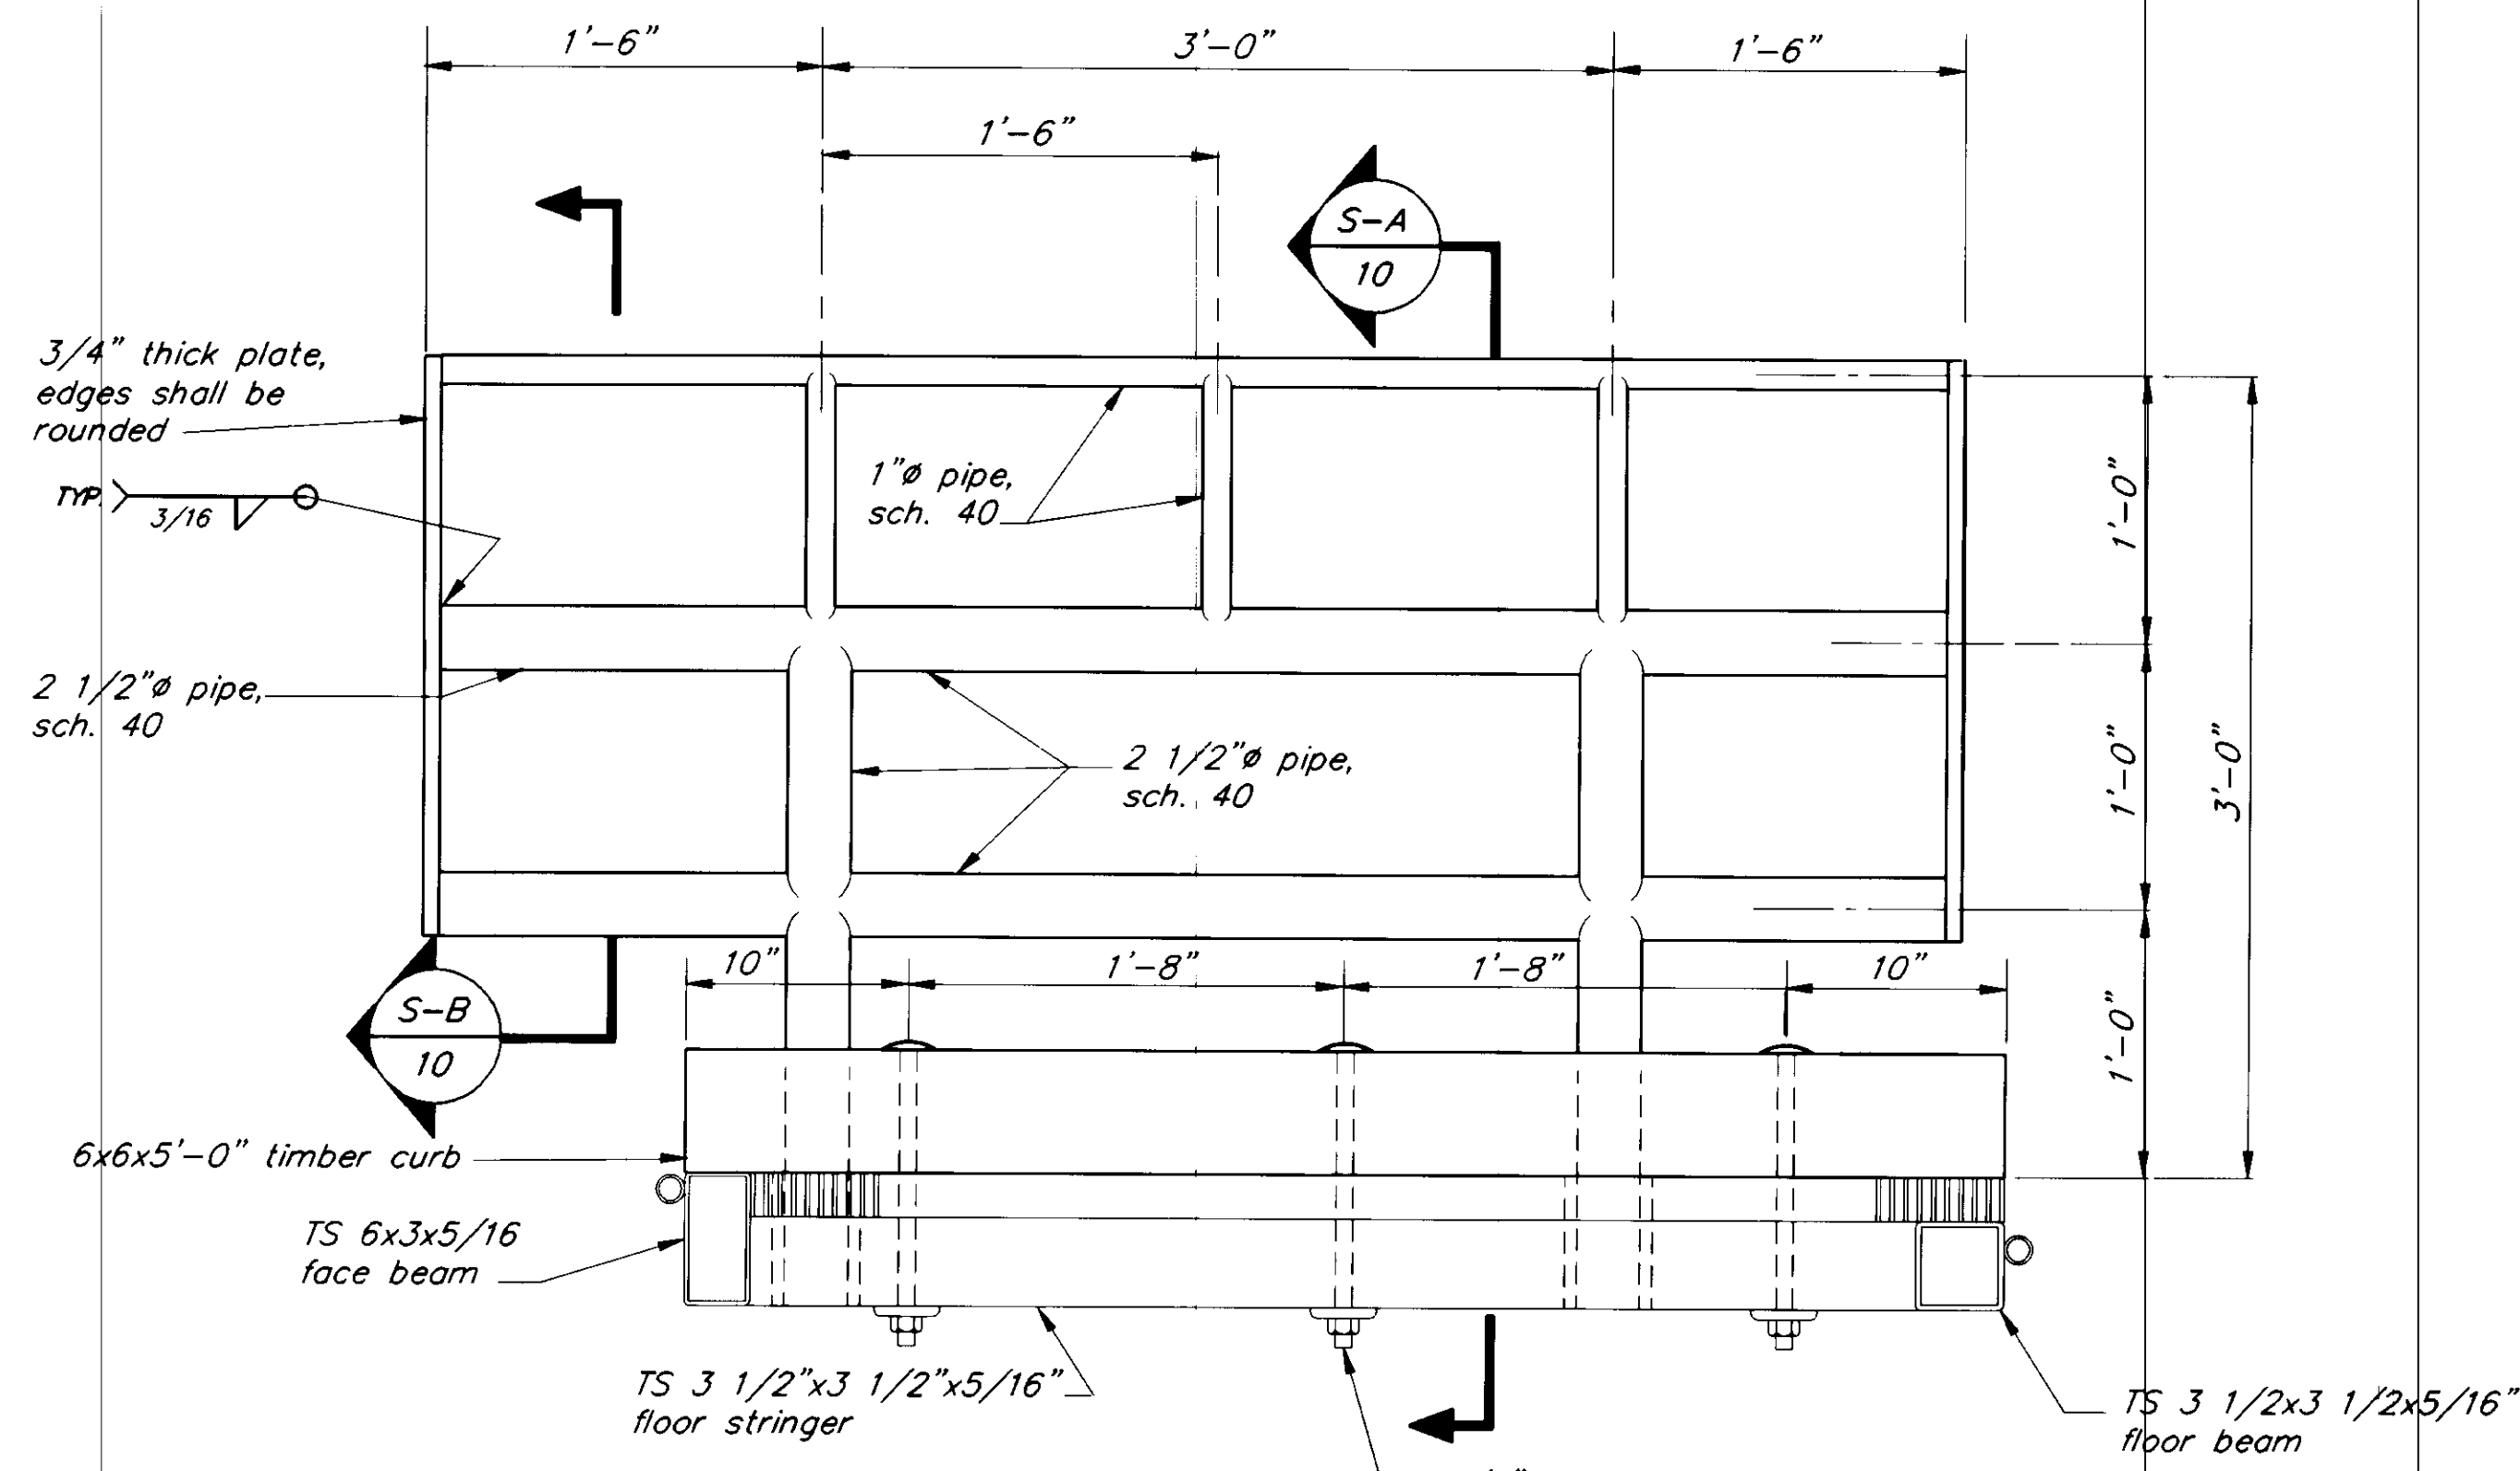 1'-6"
3'-0"
1'-6"
1'-6"
S-A
10
3/4" thick plate,
edges shall be
rounded
TYP.
3/16
1"ø pipe,
sch. 40
1'-0"
2 1/2"ø pipe,
sch. 40
2 1/2"ø pipe,
sch. 40
1'-0"
3'-0"
10"
1'-8"
1'-8"
10"
S-B
10
1'-0"
6x6x5'-0" timber curb
TS 6x3x5/16
face beam
TS 3 1/2"x3 1/2"x5/16"
floor stringer
TS 3 1/2x3 1/2x5/16"
floor beam